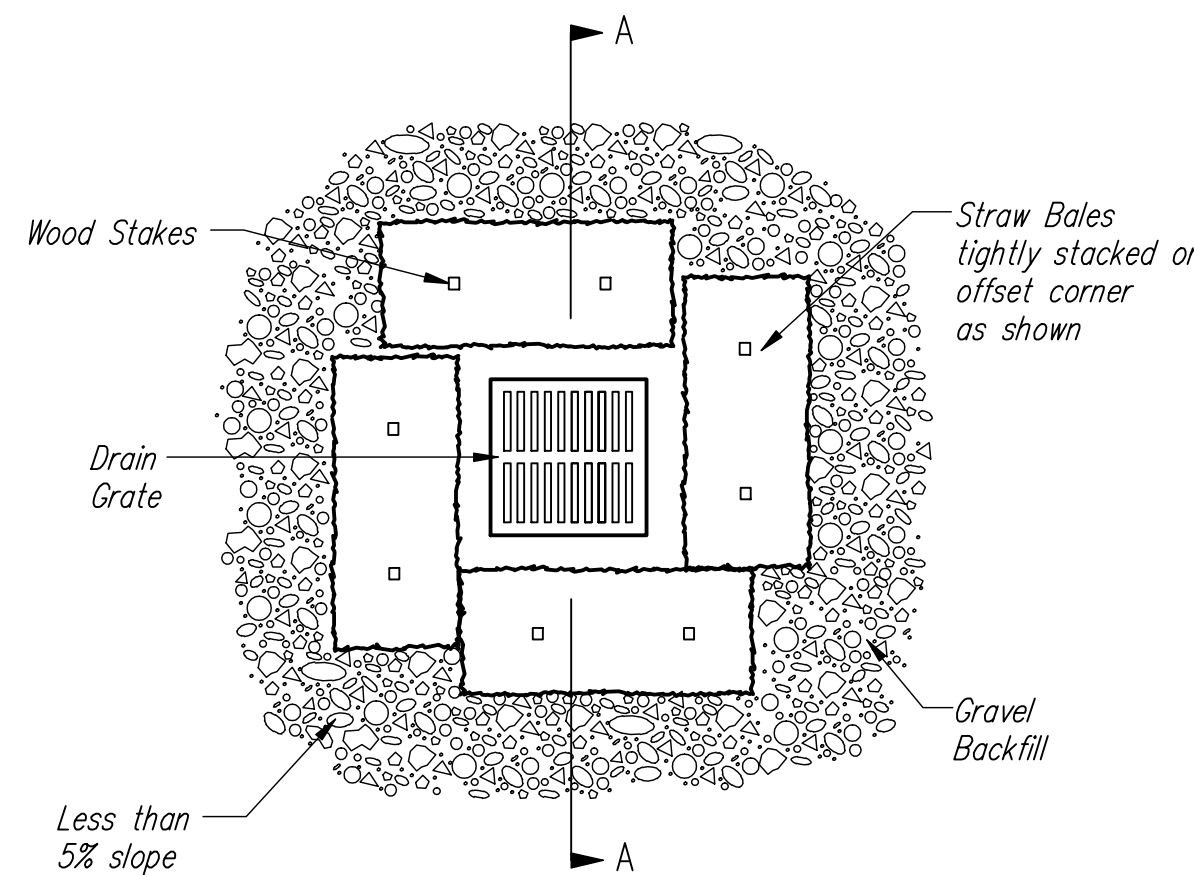 A
Wood Stakes
Straw Bales
tightly stacked or
offset corner
as shown
Drain
Grate
Gravel
Backfill
Less than
5% slope
A